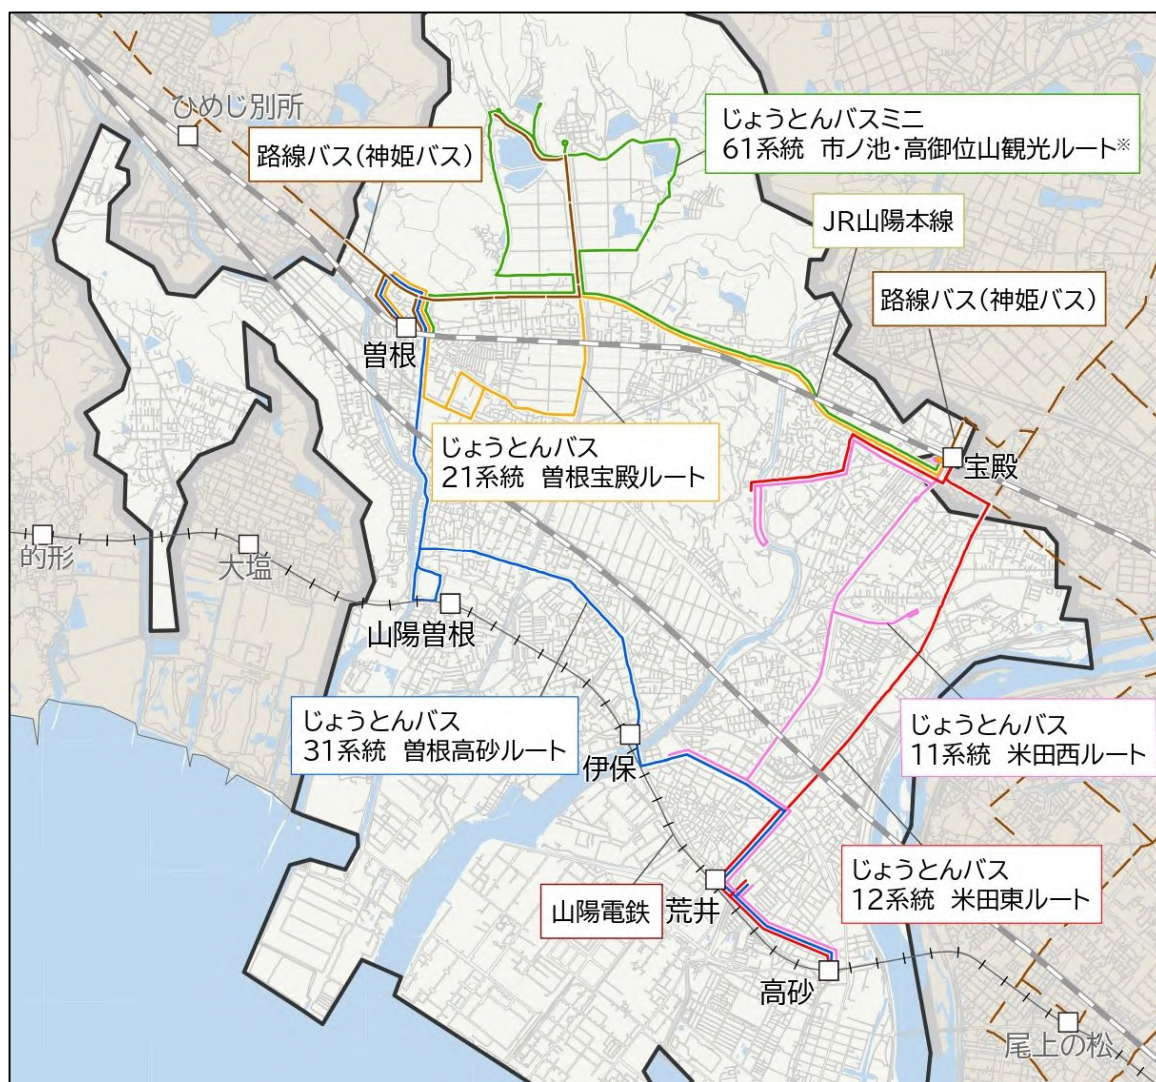 ひめじ別所
路線バス(神姫バス)
じょうとんバスミニ
61系統 市ノ池・高御位山観光ルート※
JR山陽本線
路線バス(神姫バス)
曽根
じょうとんバス
21系統 曽根宝殿ルート
宝殿
的形
大塩
山陽曽根
じょうとんバス
31系統 曽根高砂ルート
伊保
じょうとんバス
11系統 米田西ルート
じょうとんバス
12系統 米田東ルート
山陽電鉄
荒井
高砂
尾上の松